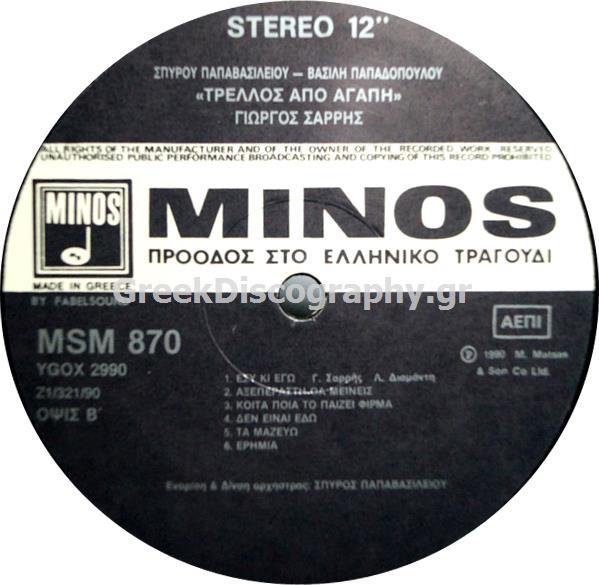 STEREO 12"
ΣΠΥΡΟΥ ΠΑΠΑΒΑΣΙΛΕΙΟΥ – ΒΑΣΙΛΗ ΠΑΠΑΔΟΠΟΥΛΟΥ
«ΤΡΕΛΛΟΣ ΑΠΟ ΑΓΑΠΗ»
ΓΙΩΡΓΟΣ ΣΑΡΡΗΣ
ALL RIGHTS OF THE MANUFACTURER AND OF THE OWNER OF THE RECORDED WORK RESERVED
UNAUTHORISED PUBLIC PERFORMANCE BROADCASTING AND COPYING OF THIS RECORD PROHIBITED
MINOS
MINOS
ΠΡΟΟΔΟΣ ΣΤΟ ΕΛΛΗΝΙΚΟ ΤΡΑΓΟΥΔΙ
MADE IN GREECE
BY FABELSOUND
GreekDiscography.gr
MSM 870
YGOX 2990
Z1/321/90
ΟΨΙΣ Β΄
ΑΕΠΙ
℗ 1990 M. Matsas
& Son Co Ltd.
1. ΕΣΥ ΚΙ ΕΓΩ Γ. Σαρρής Λ. Διαμάντη
2. ΑΞΕΠΕΡΑΣΤΗ ΘΑ ΜΕΙΝΕΙΣ
3. ΚΟΙΤΑ ΠΟΙΑ ΤΟ ΠΑΙΖΕΙ ΦΙΡΜΑ
4. ΔΕΝ ΕΙΝΑΙ ΕΔΩ
5. ΤΑ ΜΑΖΕΥΩ
6. ΕΡΗΜΙΑ
Ενορχ/ση & Δ/νση ορχήστρας: ΣΠΥΡΟΣ ΠΑΠΑΒΑΣΙΛΕΙΟΥ